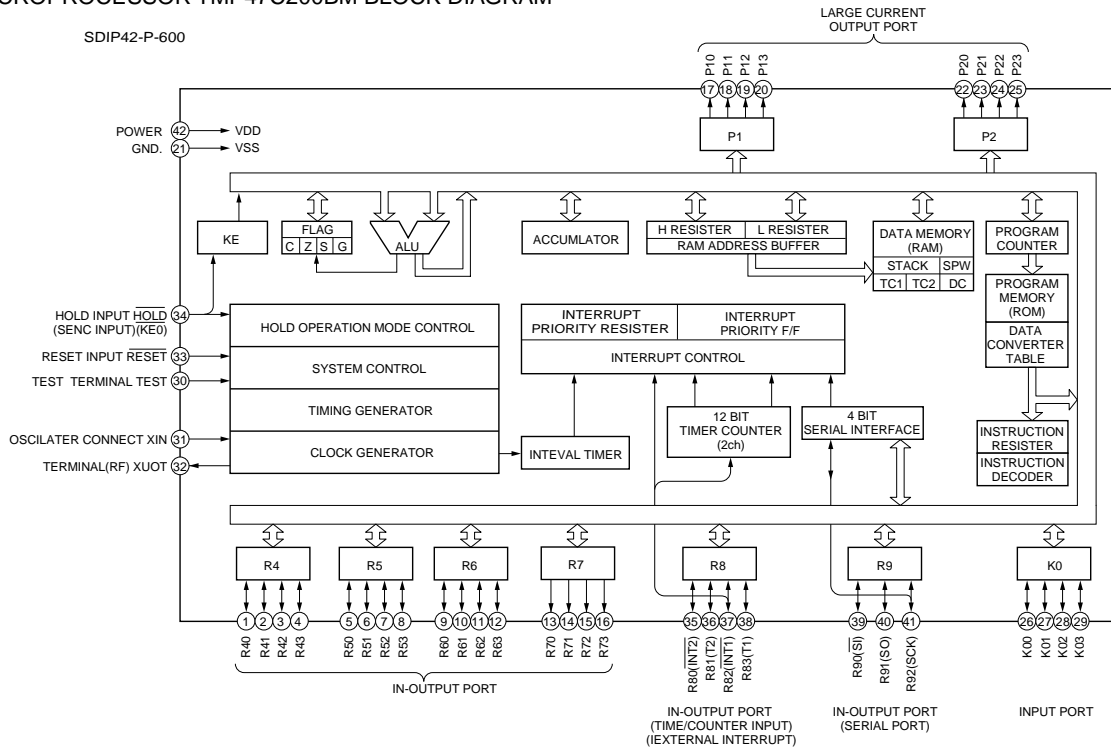 MICROPROCESSOR TMP47C200BM BLOCK DIAGRAM
SDIP42-P-600
LARGE CURRENT
OUTPUT PORT
P10
P11
P12
P13
P20
P21
P22
P23
17
18
19
20
22
23
24
25
P1
P2
POWER
42
VDD
GND.
21
VSS
KE
FLAG
C Z S G
ALU
ACCUMLATOR
H RESISTER
L RESISTER
RAM ADDRESS BUFFER
DATA MEMORY
(RAM)
STACK
SPW
TC1
TC2
DC
PROGRAM
COUNTER
PROGRAM
MEMORY
(ROM)
DATA
CONVERTER
TABLE
INSTRUCTION
RESISTER
INSTRUCTION
DECODER
HOLD INPUT HOLD
(SENC INPUT)(KE0)
34
RESET INPUT RESET
33
TEST TERMINAL TEST
30
OSCILATER CONNECT XIN
31
TERMINAL(RF) XUOT
32
HOLD OPERATION MODE CONTROL
SYSTEM CONTROL
TIMING GENERATOR
CLOCK GENERATOR
INTERRUPT
PRIORITY RESISTER
INTERRUPT
PRIORITY F/F
INTERRUPT CONTROL
INTEVAL TIMER
12 BIT
TIMER COUNTER
(2ch)
4 BIT
SERIAL INTERFACE
R4
R5
R6
R7
R8
R9
K0
1
2
3
4
5
6
7
8
9
10
11
12
13
14
15
16
35
36
37
38
39
40
41
26
27
28
29
R40
R41
R42
R43
R50
R51
R52
R53
R60
R61
R62
R63
R70
R71
R72
R73
R80(INT2)
R81(T2)
R82(INT1)
R83(T1)
R90(SI)
R91(SO)
R92(SCK)
K00
K01
K02
K03
IN-OUTPUT PORT
IN-OUTPUT PORT
(TIME/COUNTER INPUT)
(IEXTERNAL INTERRUPT)
IN-OUTPUT PORT
(SERIAL PORT)
INPUT PORT